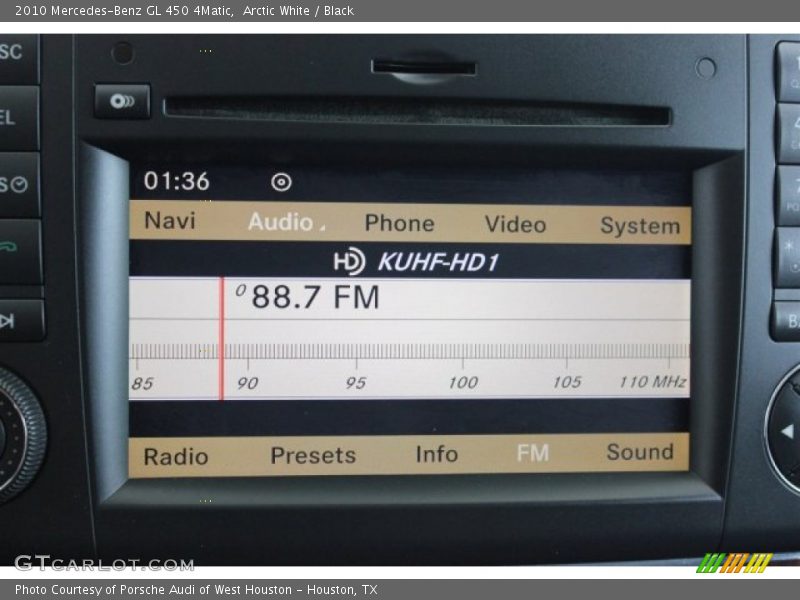 2010 Mercedes-Benz GL 450 4Matic,  Arctic White / Black
SC
EL
01:36
Navi Audio Phone Video System
HD KUHF-HD1
0 88.7 FM
85 90 95 100 105 110 MHz
Radio Presets Info FM Sound
GTCARLOT.COM
Photo Courtesy of Porsche Audi of West Houston - Houston, TX